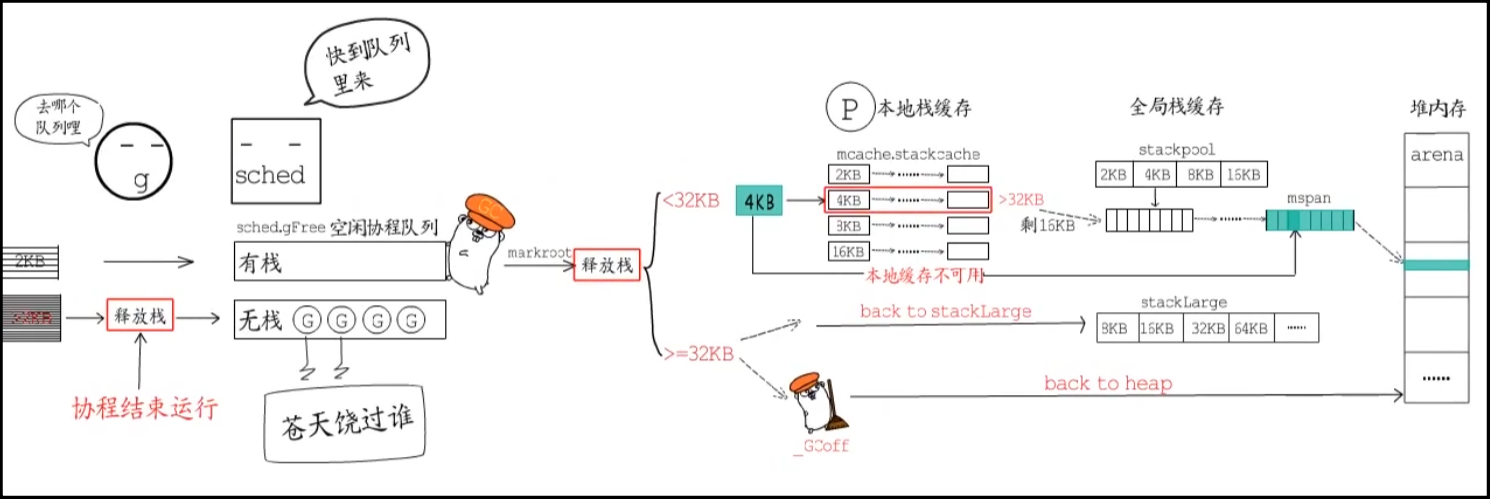 快到队列
里来
去哪个
队列哩
g
sched
sched.gFree 空闲协程队列
2KB
有栈
GC
markroot
释放栈
32KB
释放栈
无栈 G G G G
协程结束运行
苍天饶过谁
<32KB
4KB
>=32KB
P 本地栈缓存
mcache.stackcache
2KB ......
4KB ......
8KB ......
16KB ......
>32KB
剩16KB
本地缓存不可用
全局栈缓存
stackpool
2KB 4KB 8KB 16KB
......
mspan
back to stackLarge
stackLarge
8KB 16KB 32KB 64KB ......
_GCoff
back to heap
堆内存
arena
......